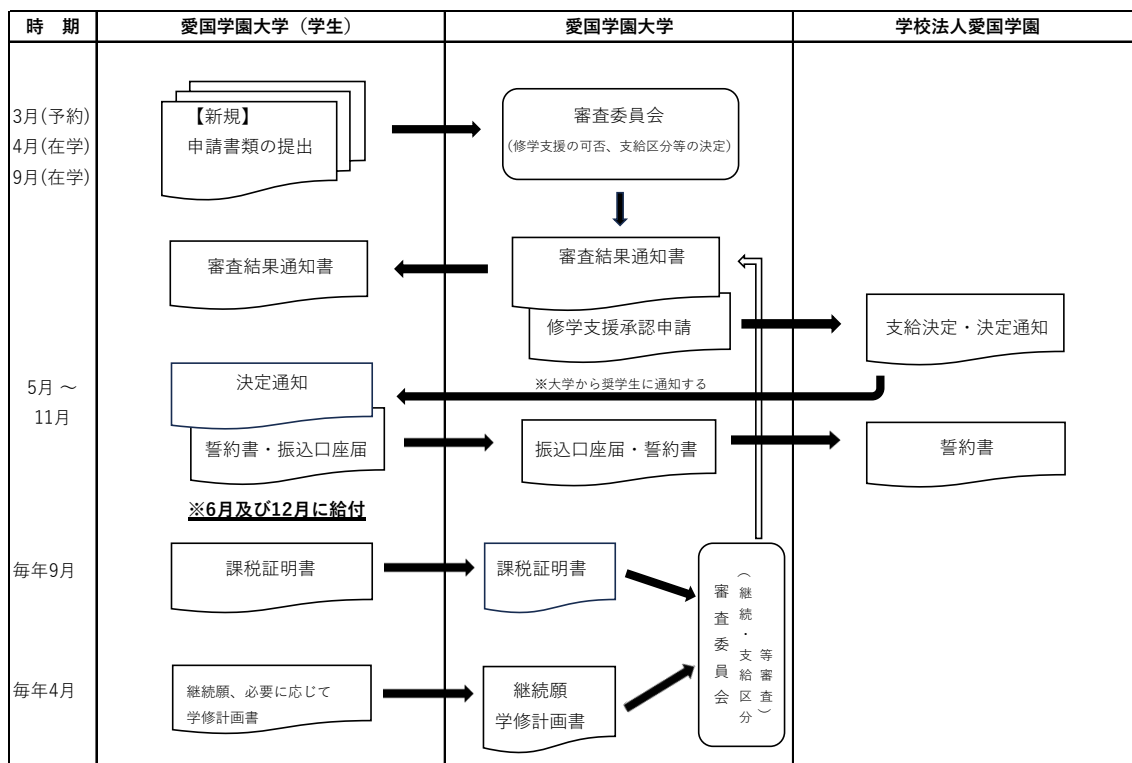 時　期
愛国学園大学（学生）
愛国学園大学
学校法人愛国学園
3月(予約)
4月(在学)
9月(在学)
【新規】
申請書類の提出
審査委員会
(修学支援の可否、支給区分等の決定)
審査結果通知書
審査結果通知書
修学支援承認申請
支給決定・決定通知
5月 ～
11月
決定通知
※大学から奨学生に通知する
誓約書・振込口座届
振込口座届・誓約書
誓約書
※6月及び12月に給付
毎年9月
課税証明書
課税証明書
審査委員会
（継続・支給区分
等審査）
毎年4月
継続願、必要に応じて
学修計画書
継続願
学修計画書